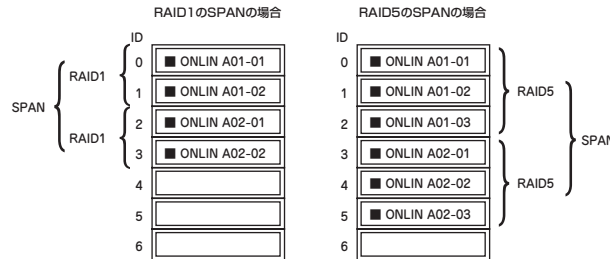 RAID1のSPANの場合
ID
0 ■ ONLIN A01-01
1 ■ ONLIN A01-02
2 ■ ONLIN A02-01
3 ■ ONLIN A02-02
4
5
6
RAID1
RAID1
SPAN
RAID5のSPANの場合
ID
0 ■ ONLIN A01-01
1 ■ ONLIN A01-02
2 ■ ONLIN A01-03
3 ■ ONLIN A02-01
4 ■ ONLIN A02-02
5 ■ ONLIN A02-03
6
RAID5
RAID5
SPAN